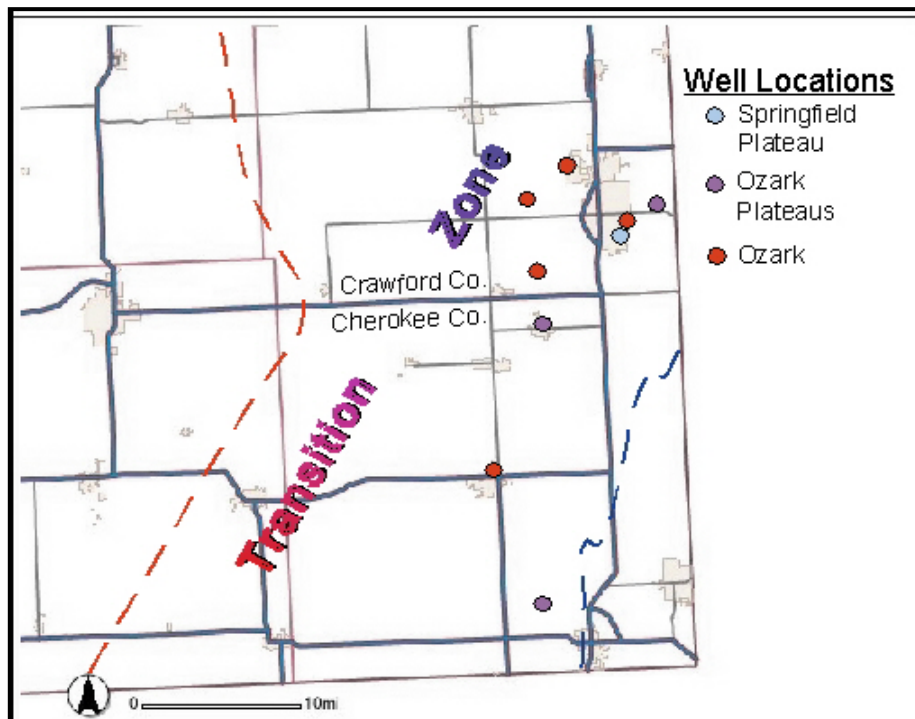 Well Locations
Springfield
Plateau
Ozark
Plateaus
Ozark
Zone
Crawford Co.
Cherokee Co.
Transition
0 10mi